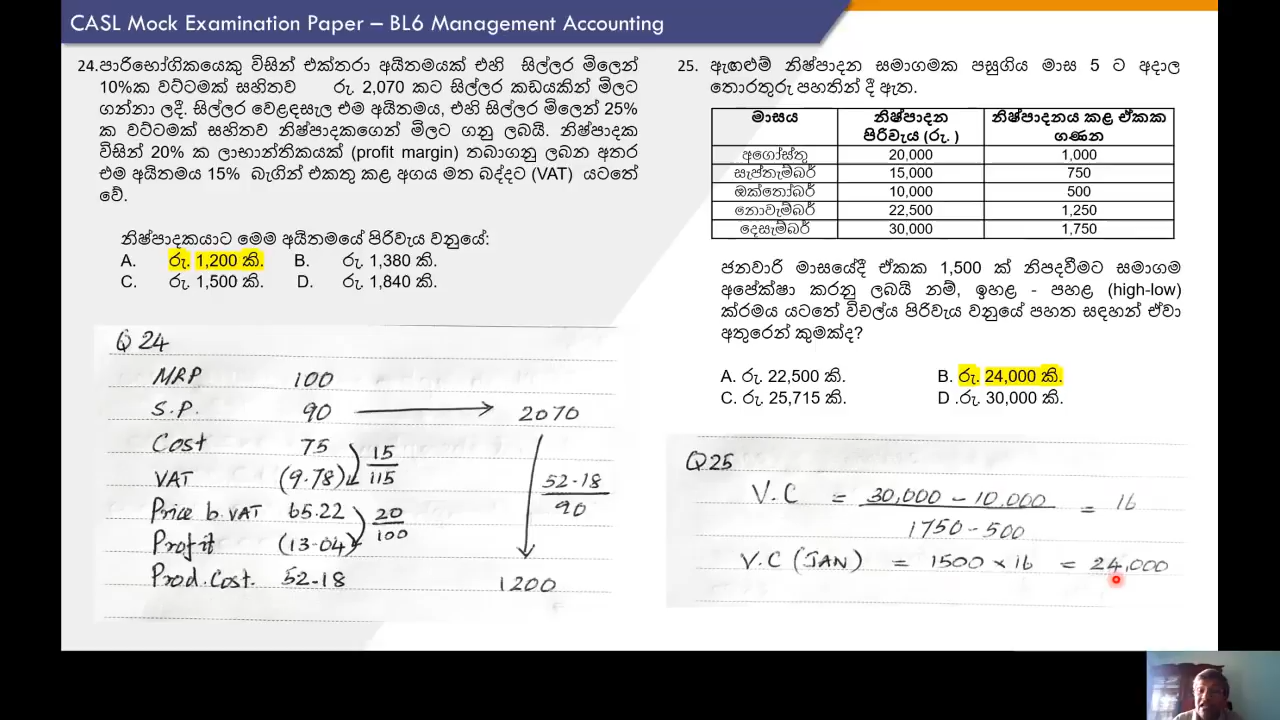 CASL Mock Examination Paper – BL6 Management Accounting
24.පාරිභෝගිකයෙකු විසින් එක්තරා අයිතමයක් එහි සිල්ලර මිලෙන්
10%ක වට්ටමක් සහිතව රු. 2,070 කට සිල්ලර කඩයකින් මිලට
ගන්නා ලදී. සිල්ලර වෙළඳසැල එම අයිතමය, එහි සිල්ලර මිලෙන් 25%
ක වට්ටමක් සහිතව නිෂ්පාදකගෙන් මිලට ගනු ලබයි. නිෂ්පාදක
විසින් 20% ක ලාභාන්තිකයක් (profit margin) තබාගනු ලබන අතර
එම අයිතමය 15% බැගින් එකතු කළ අගය මත බද්දට (VAT) යටතේ
වේ.
නිෂ්පාදකයාට මෙම අයිතමයේ පිරිවැය වනුයේ:
A. රු. 1,200 කි. B. රු. 1,380 කි.
C. රු. 1,500 කි. D. රු. 1,840 කි.
Q 24
MRP 100
S.P. 90 2070
Cost 75 15
VAT (9.78) 115 52-18
Price b. VAT 65.22 20 90
Profit (13-04) 100
Prod. Cost. 52-18 1200
25. ඇඟළුම් නිෂ්පාදන සමාගමක පසුගිය මාස 5 ට අදාල
තොරතුරු පහතින් දී ඇත.
මාසය නිෂ්පාදන පිරිවැය (රු. ) නිෂ්පාදනය කළ ඒකක ගණන
අගෝස්තු 20,000 1,000
සැප්තැම්බර් 15,000 750
ඔක්තෝබර් 10,000 500
නොවැම්බර් 22,500 1,250
දෙසැම්බර් 30,000 1,750
ජනවාරි මාසයේදී ඒකක 1,500 ක් නිපදවීමට සමාගම
අපේක්ෂා කරනු ලබයි නම්, ඉහළ - පහළ (high-low)
ක්රමය යටතේ විචල්ය පිරිවැය වනුයේ පහත සඳහන් ඒවා
අතුරෙන් කුමක්ද?
A. රු. 22,500 කි. B. රු. 24,000 කි.
C. රු. 25,715 කි. D .රු. 30,000 කි.
Q25
V.C = 30,000 – 10.000 = 16
1750 – 500
V.C (JAN) = 1500 × 16 = 24,000